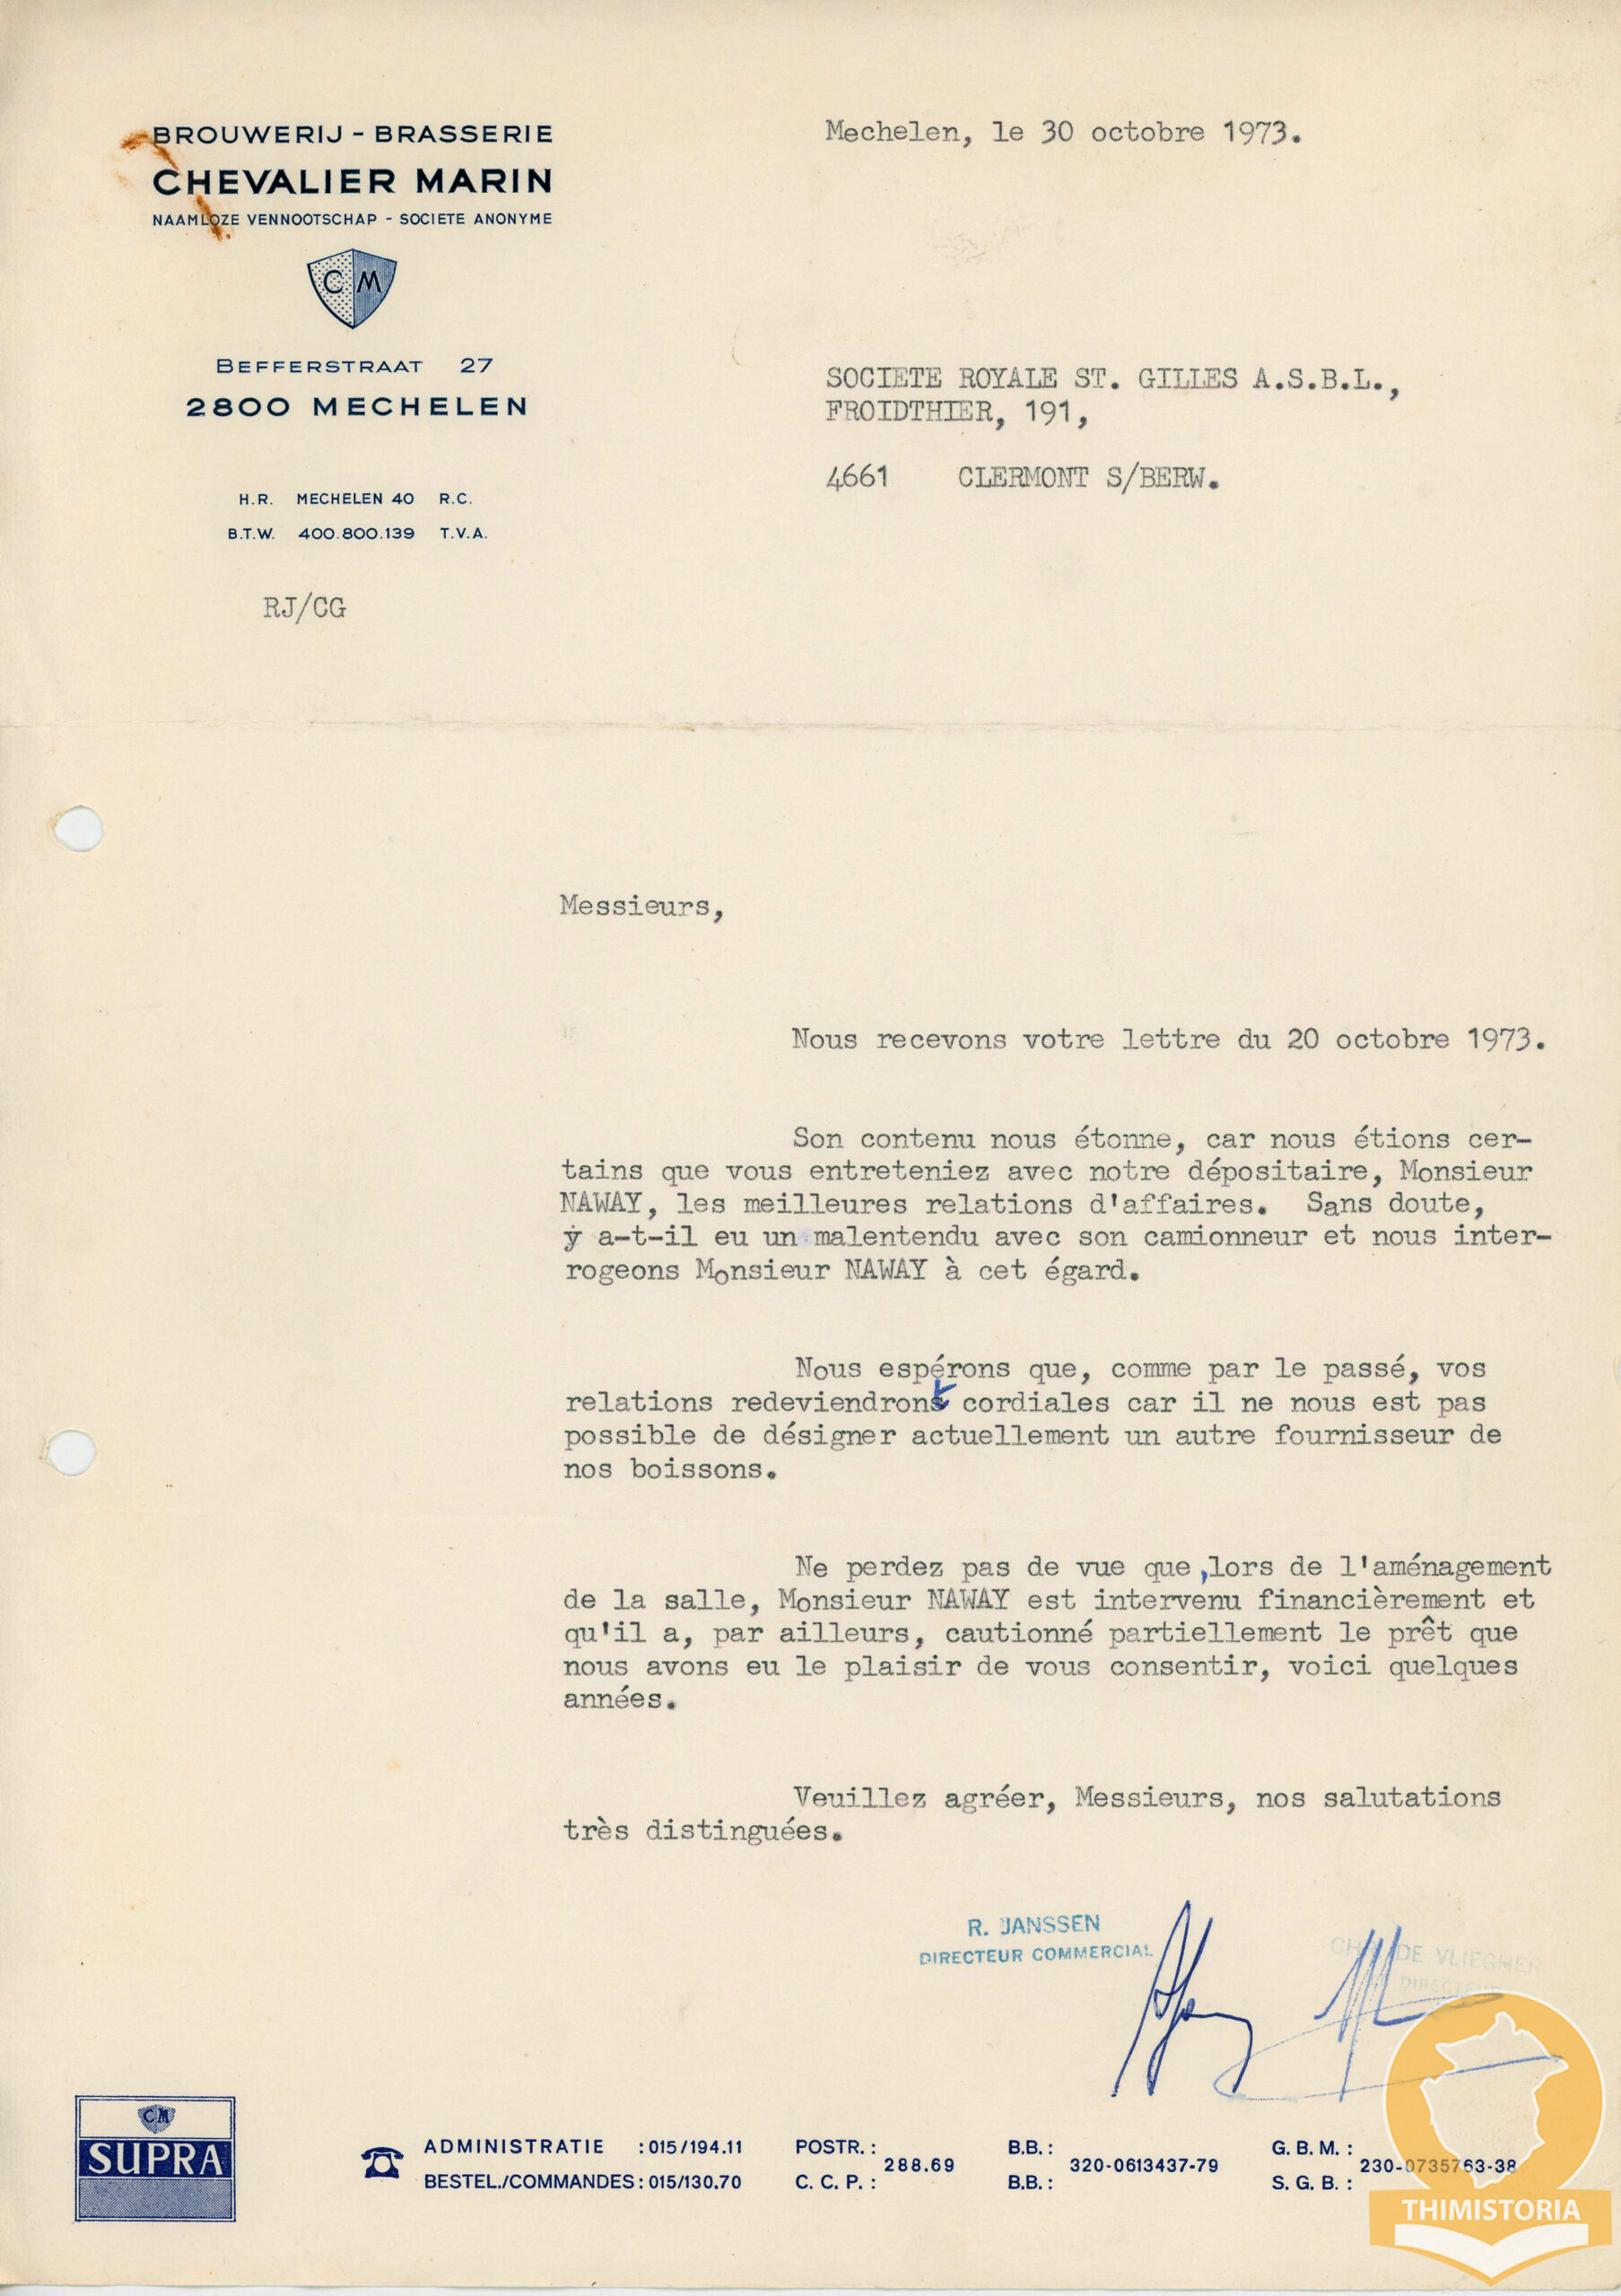 BROUWERIJ - BRASSERIE
CHEVALIER MARIN
NAAMLOZE VENNOOTSCHAP - SOCIETE ANONYME
C M
BEFFERSTRAAT 27
2800 MECHELEN
H.R. MECHELEN 40 R.C.
B.T.W. 400.800.139 T.V.A.
RJ/CG
Mechelen, le 30 octobre 1973.
SOCIETE ROYALE ST. GILLES A.S.B.L.,
FROIDTHIER, 191,
4661 CLERMONT S/BERW.
Messieurs,
Nous recevons votre lettre du 20 octobre 1973.
Son contenu nous étonne, car nous étions cer-
tains que vous entreteniez avec notre dépositaire, Monsieur
NAWAY, les meilleures relations d'affaires. Sans doute,
y a-t-il eu un malentendu avec son camionneur et nous inter-
rogeons Monsieur NAWAY à cet égard.
Nous espérons que, comme par le passé, vos
relations redeviendront cordiales car il ne nous est pas
possible de désigner actuellement un autre fournisseur de
nos boissons.
Ne perdez pas de vue que, lors de l'aménagement
de la salle, Monsieur NAWAY est intervenu financièrement et
qu'il a, par ailleurs, cautionné partiellement le prêt que
nous avons eu le plaisir de vous consentir, voici quelques
années.
Veuillez agréer, Messieurs, nos salutations
très distinguées.
R. JANSSEN
DIRECTEUR COMMERCIAL
DE VLIEGHER
DIRECTEUR
CM
SUPRA
ADMINISTRATIE : 015/194.11
BESTEL./COMMANDES : 015/130.70
POSTR. :
C. C. P. :
288.69
B.B. :
B.B. :
320-0613437-79
G. B. M. :
S. G. B. :
230-0735763-38
THIMISTORIA